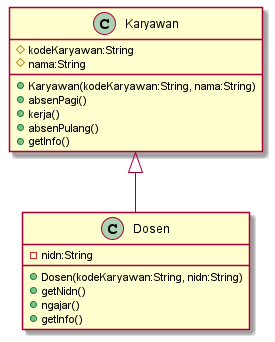 C Karyawan
kodeKaryawan:String
nama:String
Karyawan(kodeKaryawan:String, nama:String)
absenPagi()
kerja()
absenPulang()
getInfo()
C Dosen
nidn:String
Dosen(kodeKaryawan:String, nidn:String)
getNidn()
ngajar()
getInfo()